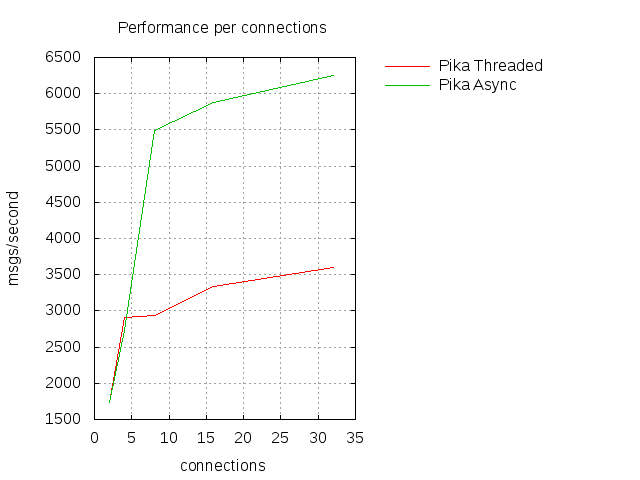 Performance per connections
Pika Threaded
Pika Async
6500
6000
5500
5000
4500
4000
3500
3000
2500
2000
1500
msgs/second
0 5 10 15 20 25 30 35
connections